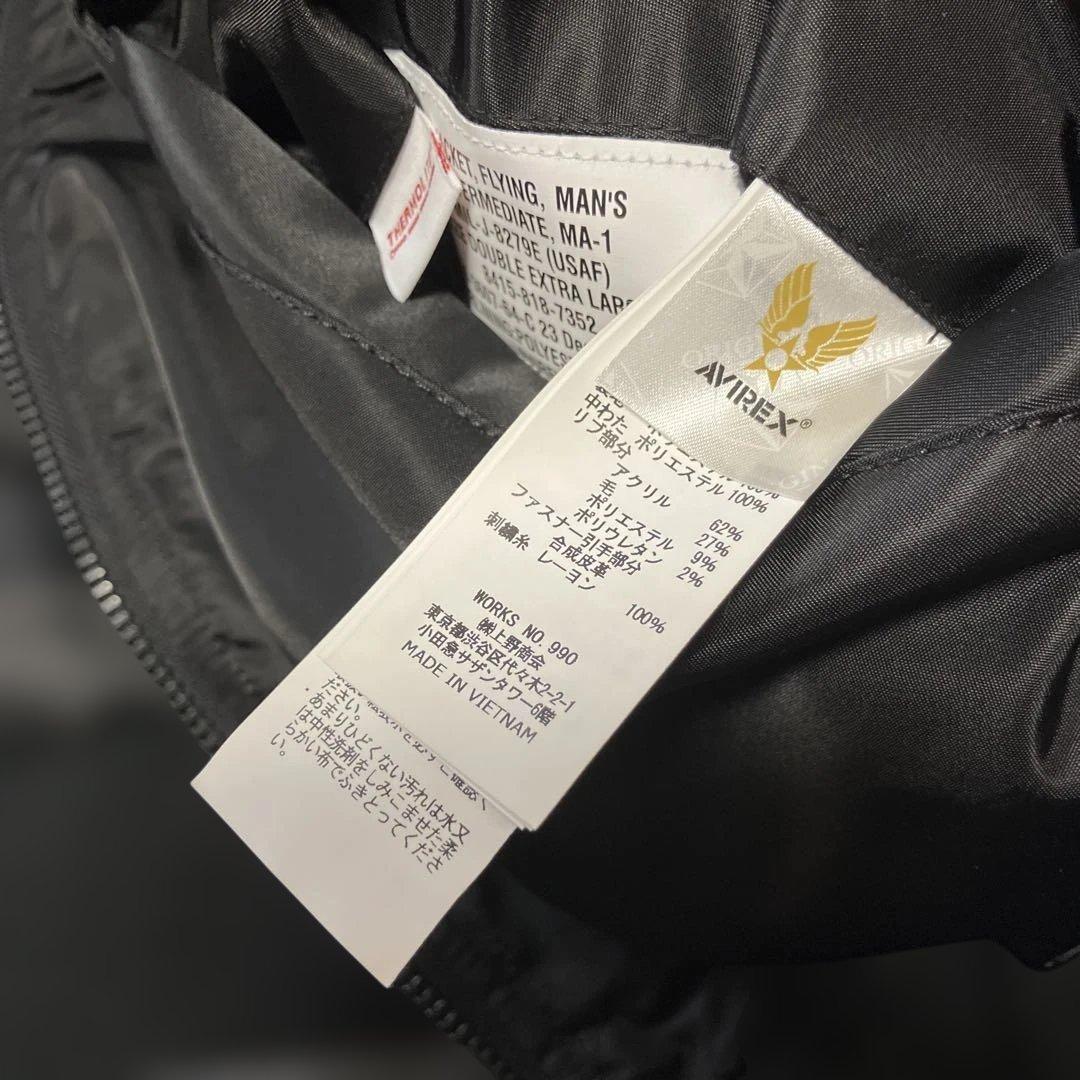 THERMOLITE
CKET, FLYING, MAN'S
ERMEDIATE, MA-1
-J-8279E (USAF)
DOUBLE EXTRA LARG
8415-818-7352
AVIREX®
中わた ポリエステル 100%
リブ部分
アクリル 62%
毛 27%
ポリエステル 9%
ポリウレタン 2%
ファスナー引手部分
合成皮革
刺繍糸 レーヨン 100%
WORKS NO. 990
㈱上野商会
東京都渋谷区代々木2-2-1
小田急サザンタワー6階
MADE IN VIETNAM
ださい。
あまりひどくない汚れは水又
は中性洗剤をしみこませた柔
らかい布でふきとってくださ
い。